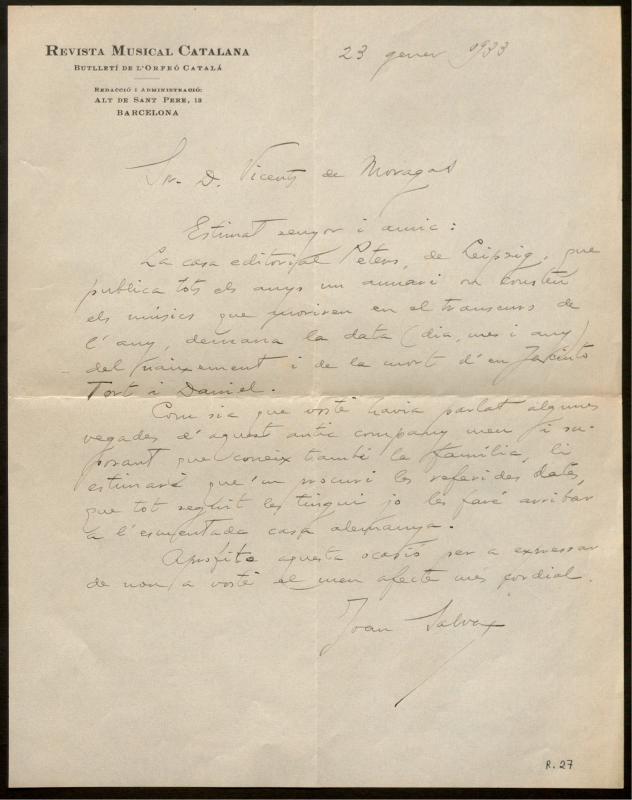 REVISTA MUSICAL CATALANA
BUTLLETÍ DE L'ORFEÓ CATALÁ
REDACCIÓ I ADMINISTRACIÓ:
ALT DE SANT PERE, 13
BARCELONA
23 gener 1933
Sr. D. Vicents de Moragas
Estimat senyor i amic:
La casa editorial Peters, de Leipsig, que
publica tots els anys un anuari on consten
els músics que moriren en el transcurs de
l'any, demana la data (dia, mes i any)
del naixement i de la mort d'en Jascinto
Tort i Daniel.
Com sia que vostè havia parlat algunes
vegades d'aquest antic company meu i su-
posant que coneix també la família, li
estimaré que m procuri les referides dates,
que tot seguit les tingui jo les faré arribar
a l'esmentada casa alemanya.
Aprofito aquesta ocasió per a expressar
de nou a vostè el meu afecte més cordial.
Joan Salvat
R. 27